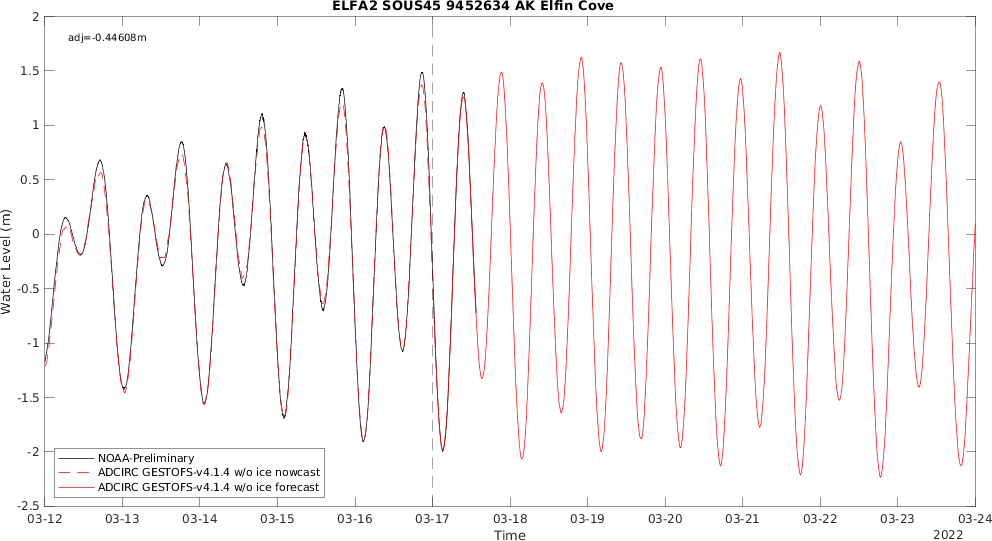 ELFA2 SOUS45 9452634 AK Elfin Cove
adj=-0.44608m
2
1.5
1
0.5
0
-0.5
-1
-1.5
-2
-2.5
Water Level (m)
NOAA-Preliminary
ADCIRC GESTOFS-v4.1.4 w/o ice nowcast
ADCIRC GESTOFS-v4.1.4 w/o ice forecast
03-12 03-13 03-14 03-15 03-16 03-17 03-18 03-19 03-20 03-21 03-22 03-23 03-24
Time
2022